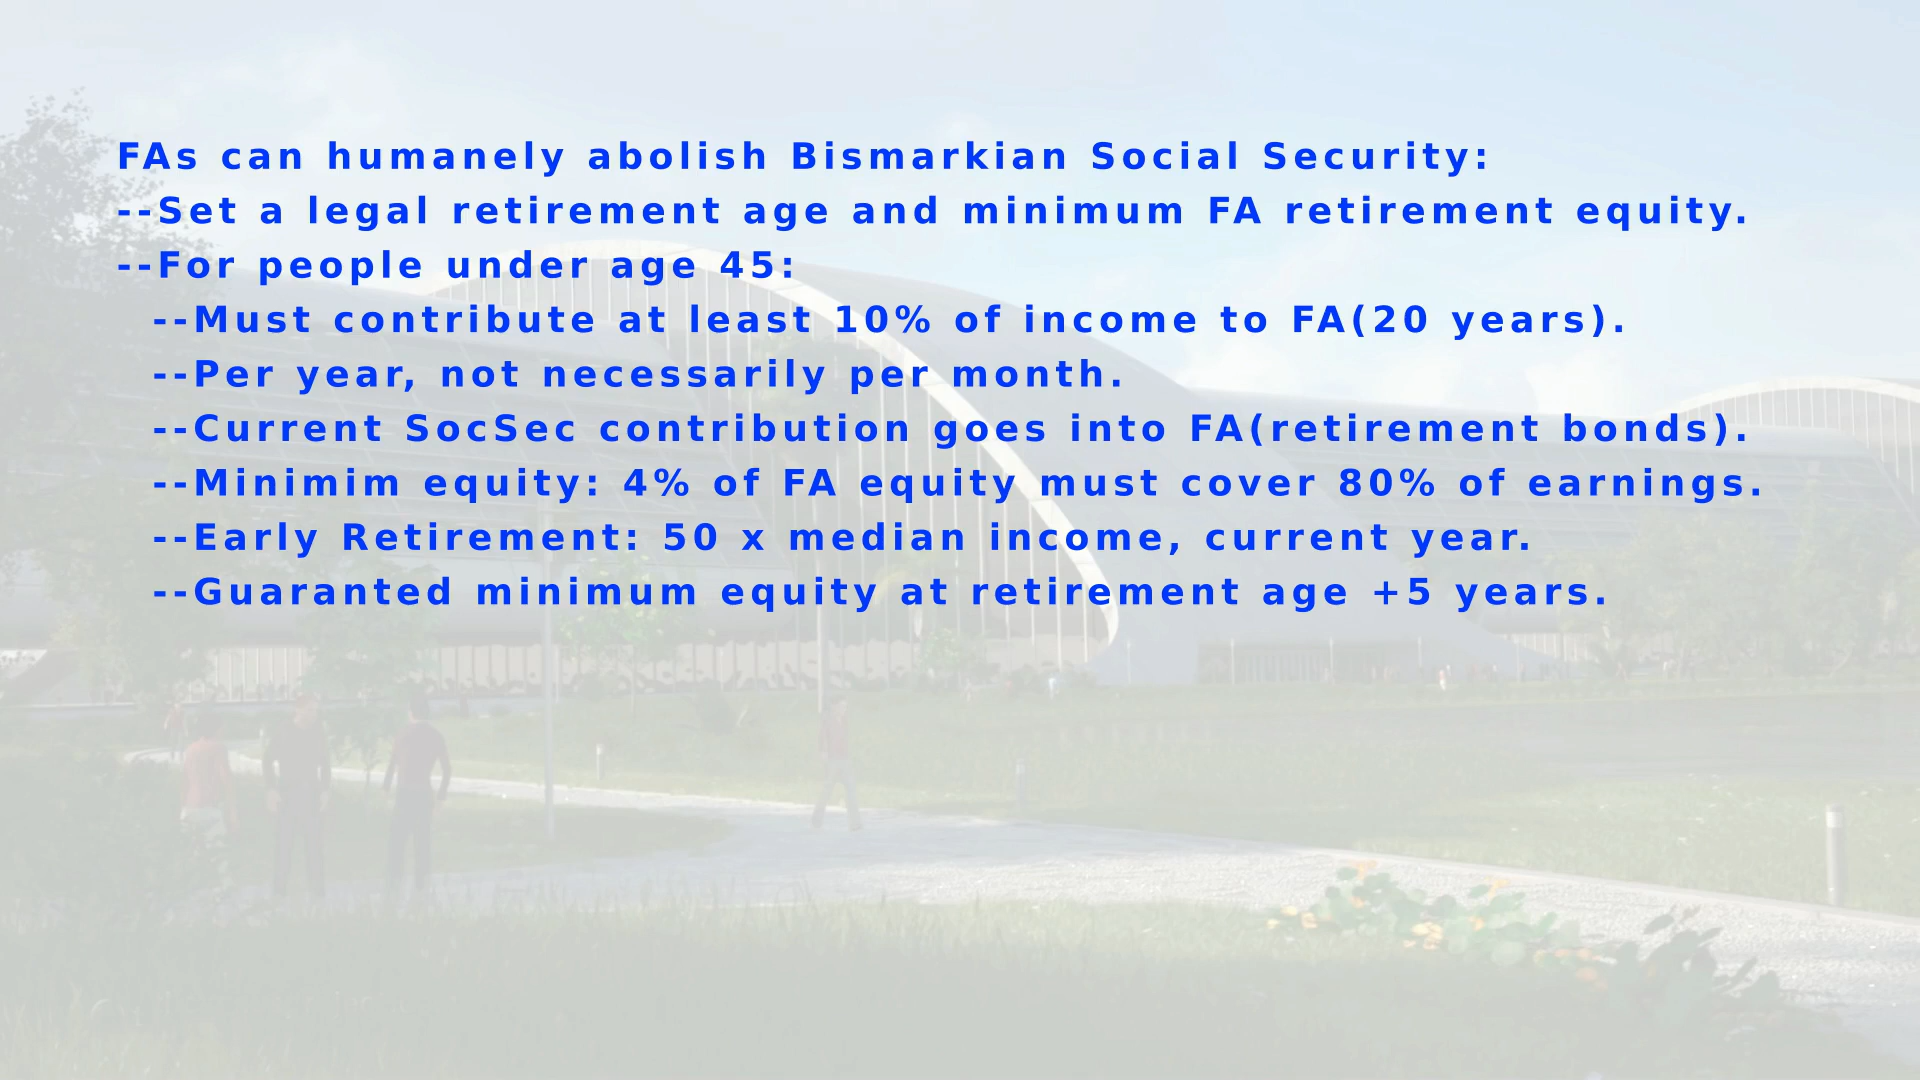 FAs can humanely abolish Bismarkian Social Security:
--Set a legal retirement age and minimum FA retirement equity.
--For people under age 45:
--Must contribute at least 10% of income to FA(20 years).
--Per year, not necessarily per month.
--Current SocSec contribution goes into FA(retirement bonds).
--Minimim equity: 4% of FA equity must cover 80% of earnings.
--Early Retirement: 50 x median income, current year.
--Guaranted minimum equity at retirement age +5 years.